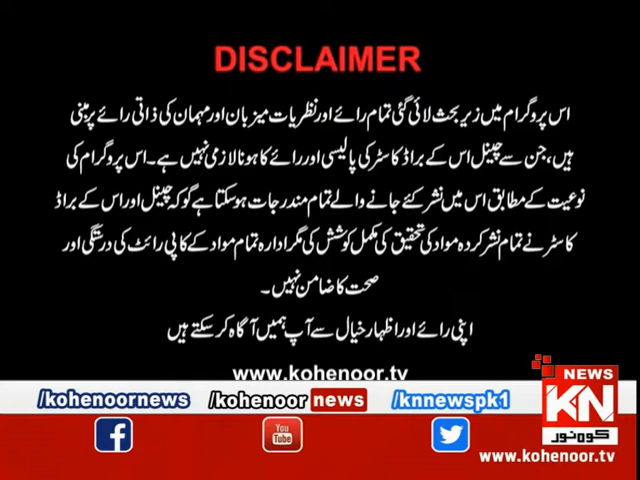 DISCLAIMER
اس پروگرام میں زیر بحث لائی گئی تمام رائے اور نظریات میزبان اور مہمان کی ذاتی رائے پر مبنی
ہیں، جن سے چینل اس کے براڈ کاسٹر کی پالیسی اور رائے کا ہونا لازمی نہیں ہے۔ اس پروگرام کی
نوعیت کے مطابق اس میں نشر کئے جانے والے تمام مندرجات ہو سکتا ہے گو کہ چینل اور اس کے براڈ
کاسٹر نے تمام نشر کردہ مواد کی تحقیق کی مکمل کوشش کی مگر ادارہ تمام مواد کے کاپی رائٹ کی درستگی اور
صحت کا ضامن نہیں۔
اپنی رائے اور اظہار خیال سے آپ ہمیں آگاہ کر سکتے ہیں
www.kohenoor.tv
/kohenoornews /kohenoor news /knnewspk1
f You Tube
NEWS
KN
کوہ نور
www.kohenoor.tv